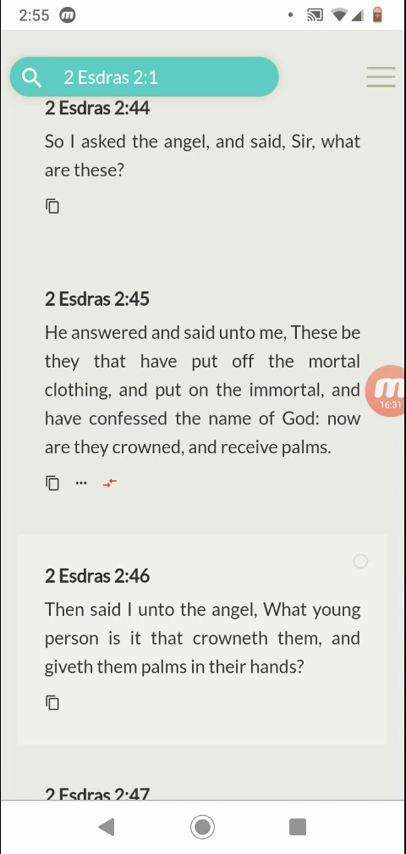 2:55
2 Esdras 2:1
2 Esdras 2:44
So I asked the angel, and said, Sir, what
are these?
2 Esdras 2:45
He answered and said unto me, These be
they that have put off the mortal
clothing, and put on the immortal, and
have confessed the name of God: now
are they crowned, and receive palms.
16:31
2 Esdras 2:46
Then said I unto the angel, What young
person is it that crowneth them, and
giveth them palms in their hands?
2 Esdras 2:47